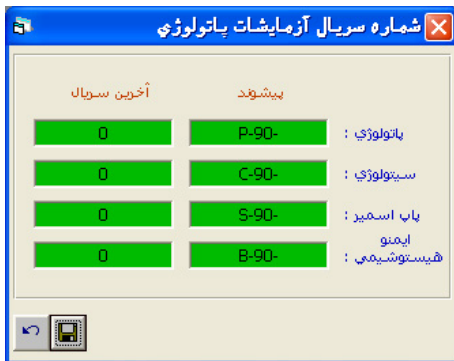 شماره سريال آزمايشات پاتولوژي
پيشوند آخرين سريال
پاتولوژي : P-90- 0
سيتولوژي : C-90- 0
پاپ اسمير : S-90- 0
ايمنو
هيستوشيمي : B-90- 0